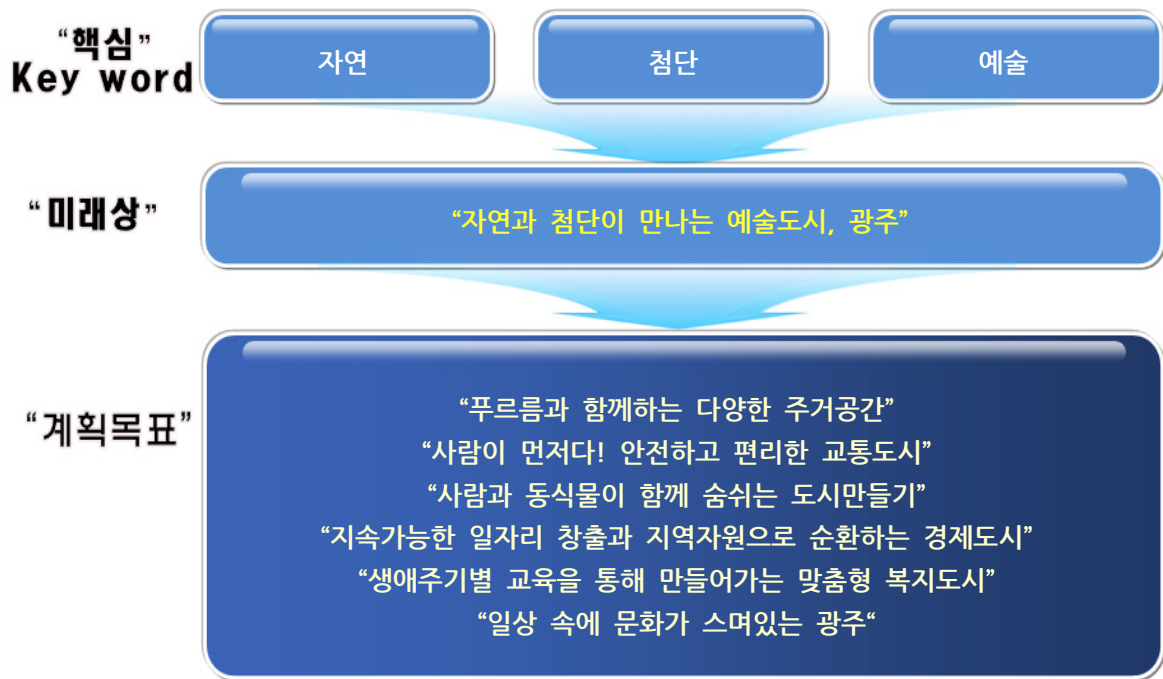 “핵심”
Key word
자연
첨단
예술
“미래상”
“자연과 첨단이 만나는 예술도시, 광주”
“계획목표”
“푸르름과 함께하는 다양한 주거공간”
“사람이 먼저다! 안전하고 편리한 교통도시”
“사람과 동식물이 함께 숨쉬는 도시만들기”
“지속가능한 일자리 창출과 지역자원으로 순환하는 경제도시”
“생애주기별 교육을 통해 만들어가는 맞춤형 복지도시”
“일상 속에 문화가 스며있는 광주“